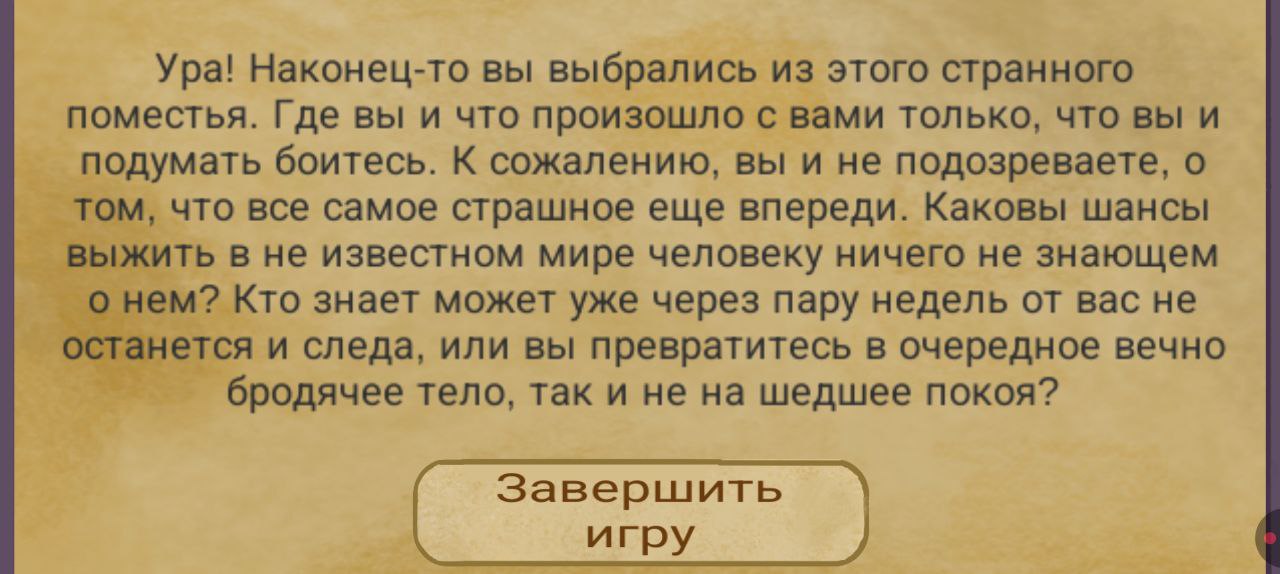 Ура! Наконец-то вы выбрались из этого странного
поместья. Где вы и что произошло с вами только, что вы и
подумать боитесь. К сожалению, вы и не подозреваете, о
том, что все самое страшное еще впереди. Каковы шансы
выжить в не известном мире человеку ничего не знающем
о нем? Кто знает может уже через пару недель от вас не
останется и следа, или вы превратитесь в очередное вечно
бродячее тело, так и не на шедшее покоя?
Завершить
игру